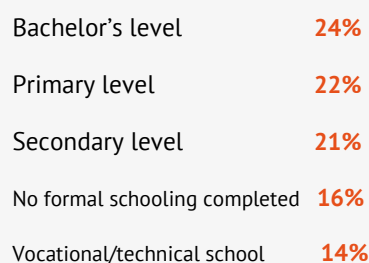 Bachelor’s level 24%
Primary level 22%
Secondary level 21%
No formal schooling completed 16%
Vocational/technical school 14%